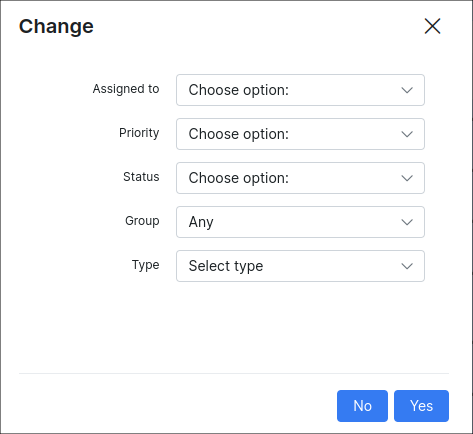 Change
Assigned to Choose option:
Priority Choose option:
Status Choose option:
Group Any
Type Select type
No Yes